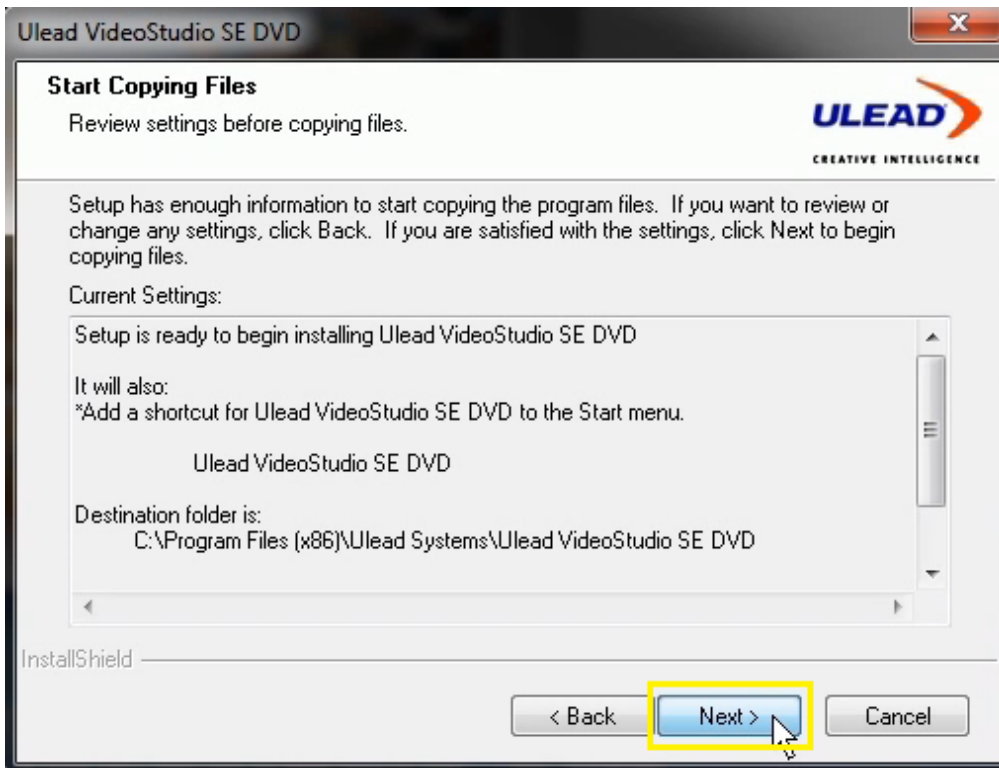 Ulead VideoStudio SE DVD
Start Copying Files
Review settings before copying files.
ULEAD
CREATIVE INTELLIGENCE
Setup has enough information to start copying the program files.  If you want to review or
change any settings, click Back.  If you are satisfied with the settings, click Next to begin
copying files.
Current Settings:
Setup is ready to begin installing Ulead VideoStudio SE DVD
It will also:
*Add a shortcut for Ulead VideoStudio SE DVD to the Start menu.
Ulead VideoStudio SE DVD
Destination folder is:
C:\Program Files (x86)\Ulead Systems\Ulead VideoStudio SE DVD
InstallShield
< Back
Next >
Cancel